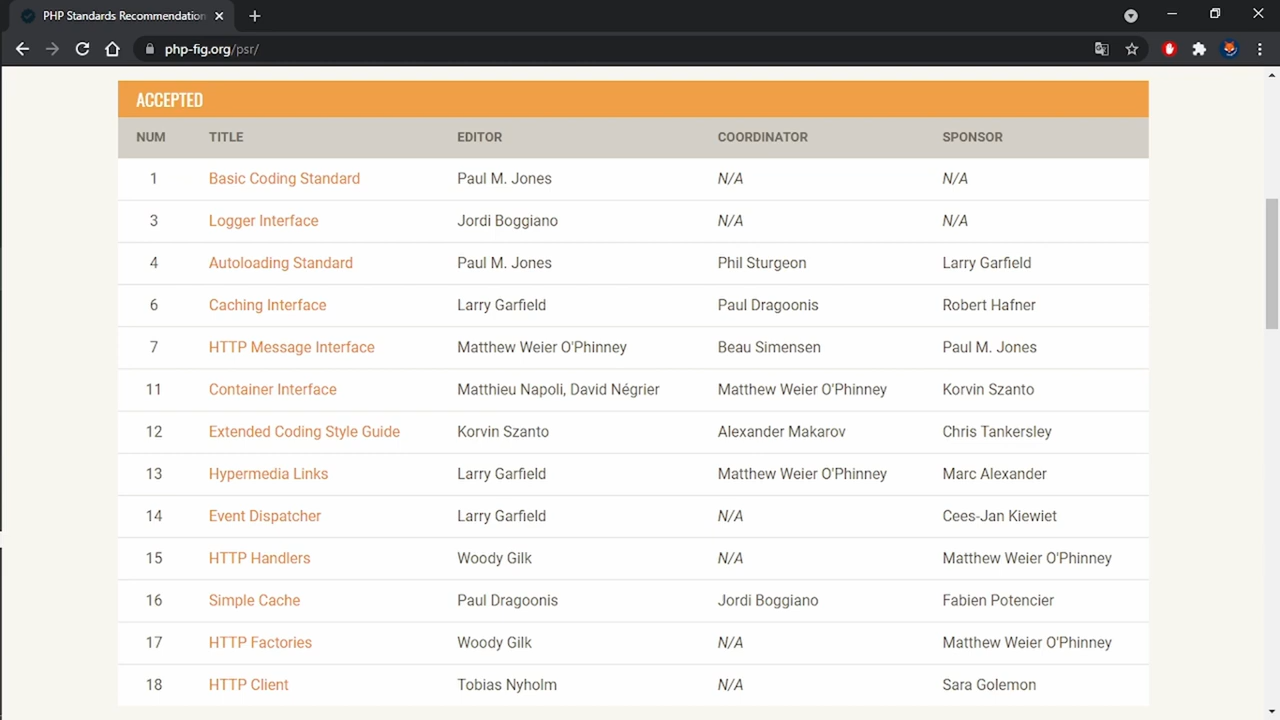 PHP Standards Recommendation
php-fig.org/psr/
ACCEPTED
NUM TITLE EDITOR COORDINATOR SPONSOR
1 Basic Coding Standard Paul M. Jones N/A N/A
3 Logger Interface Jordi Boggiano N/A N/A
4 Autoloading Standard Paul M. Jones Phil Sturgeon Larry Garfield
6 Caching Interface Larry Garfield Paul Dragoonis Robert Hafner
7 HTTP Message Interface Matthew Weier O'Phinney Beau Simensen Paul M. Jones
11 Container Interface Matthieu Napoli, David Négrier Matthew Weier O'Phinney Korvin Szanto
12 Extended Coding Style Guide Korvin Szanto Alexander Makarov Chris Tankersley
13 Hypermedia Links Larry Garfield Matthew Weier O'Phinney Marc Alexander
14 Event Dispatcher Larry Garfield N/A Cees-Jan Kiewiet
15 HTTP Handlers Woody Gilk N/A Matthew Weier O'Phinney
16 Simple Cache Paul Dragoonis Jordi Boggiano Fabien Potencier
17 HTTP Factories Woody Gilk N/A Matthew Weier O'Phinney
18 HTTP Client Tobias Nyholm N/A Sara Golemon